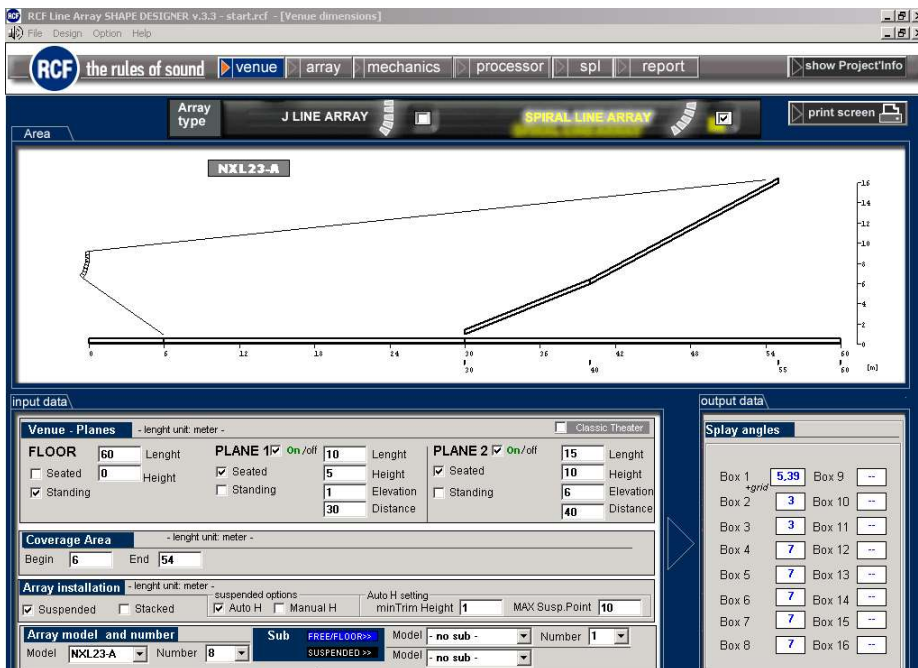 RCF Line Array SHAPE DESIGNER v.3.3 - start.rcf - [Venue dimensions]
File Design Option Help
RCF the rules of sound venue array mechanics processor spl report show Project'Info
Array type J LINE ARRAY SPIRAL LINE ARRAY print screen
Area
NXL23-A
16
14
12
10
8
6
4
2
0
0 6 12 18 24 30 36 42 48 54 60
30 40 55 60 [m]
input data
Venue - Planes - lenght unit: meter - Classic Theater
FLOOR 60 Lenght PLANE 1 On/off 10 Lenght PLANE 2 On/off 15 Lenght
Seated 0 Height Seated 5 Height Seated 10 Height
Standing Standing 1 Elevation Standing 6 Elevation
30 Distance 40 Distance
Coverage Area - lenght unit: meter -
Begin 6 End 54
Array installation - lenght unit: meter - suspended options Auto H setting
Suspended Stacked Auto H Manual H minTrim Height 1 MAX Susp.Point 10
Array model and number Sub FREE/FLOOR>> Model - no sub - Number 1
Model NXL23-A Number 8 SUSPENDED >> Model - no sub -
output data
Splay angles
Box 1 +grid 5,39 Box 9 --
Box 2 3 Box 10 --
Box 3 3 Box 11 --
Box 4 7 Box 12 --
Box 5 7 Box 13 --
Box 6 7 Box 14 --
Box 7 7 Box 15 --
Box 8 7 Box 16 --